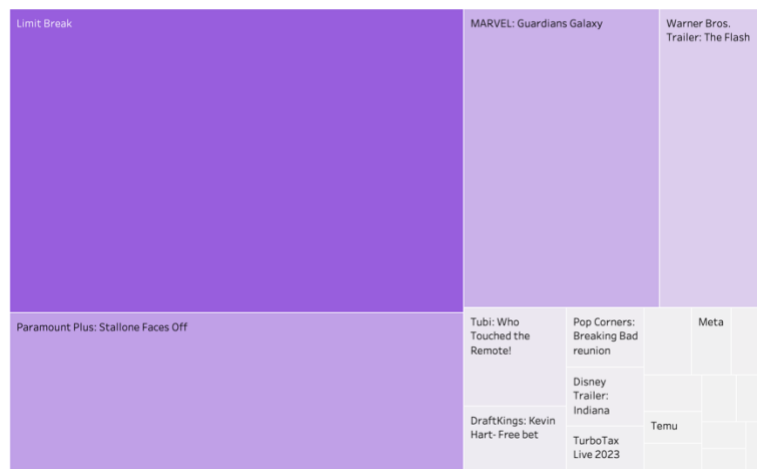 Limit Break
MARVEL: Guardians Galaxy
Warner Bros.
Trailer: The Flash
Paramount Plus: Stallone Faces Off
Tubi: Who
Touched the
Remote!
Pop Corners:
Breaking Bad
reunion
Meta
Disney
Trailer:
Indiana
DraftKings: Kevin
Hart- Free bet
Temu
TurboTax
Live 2023